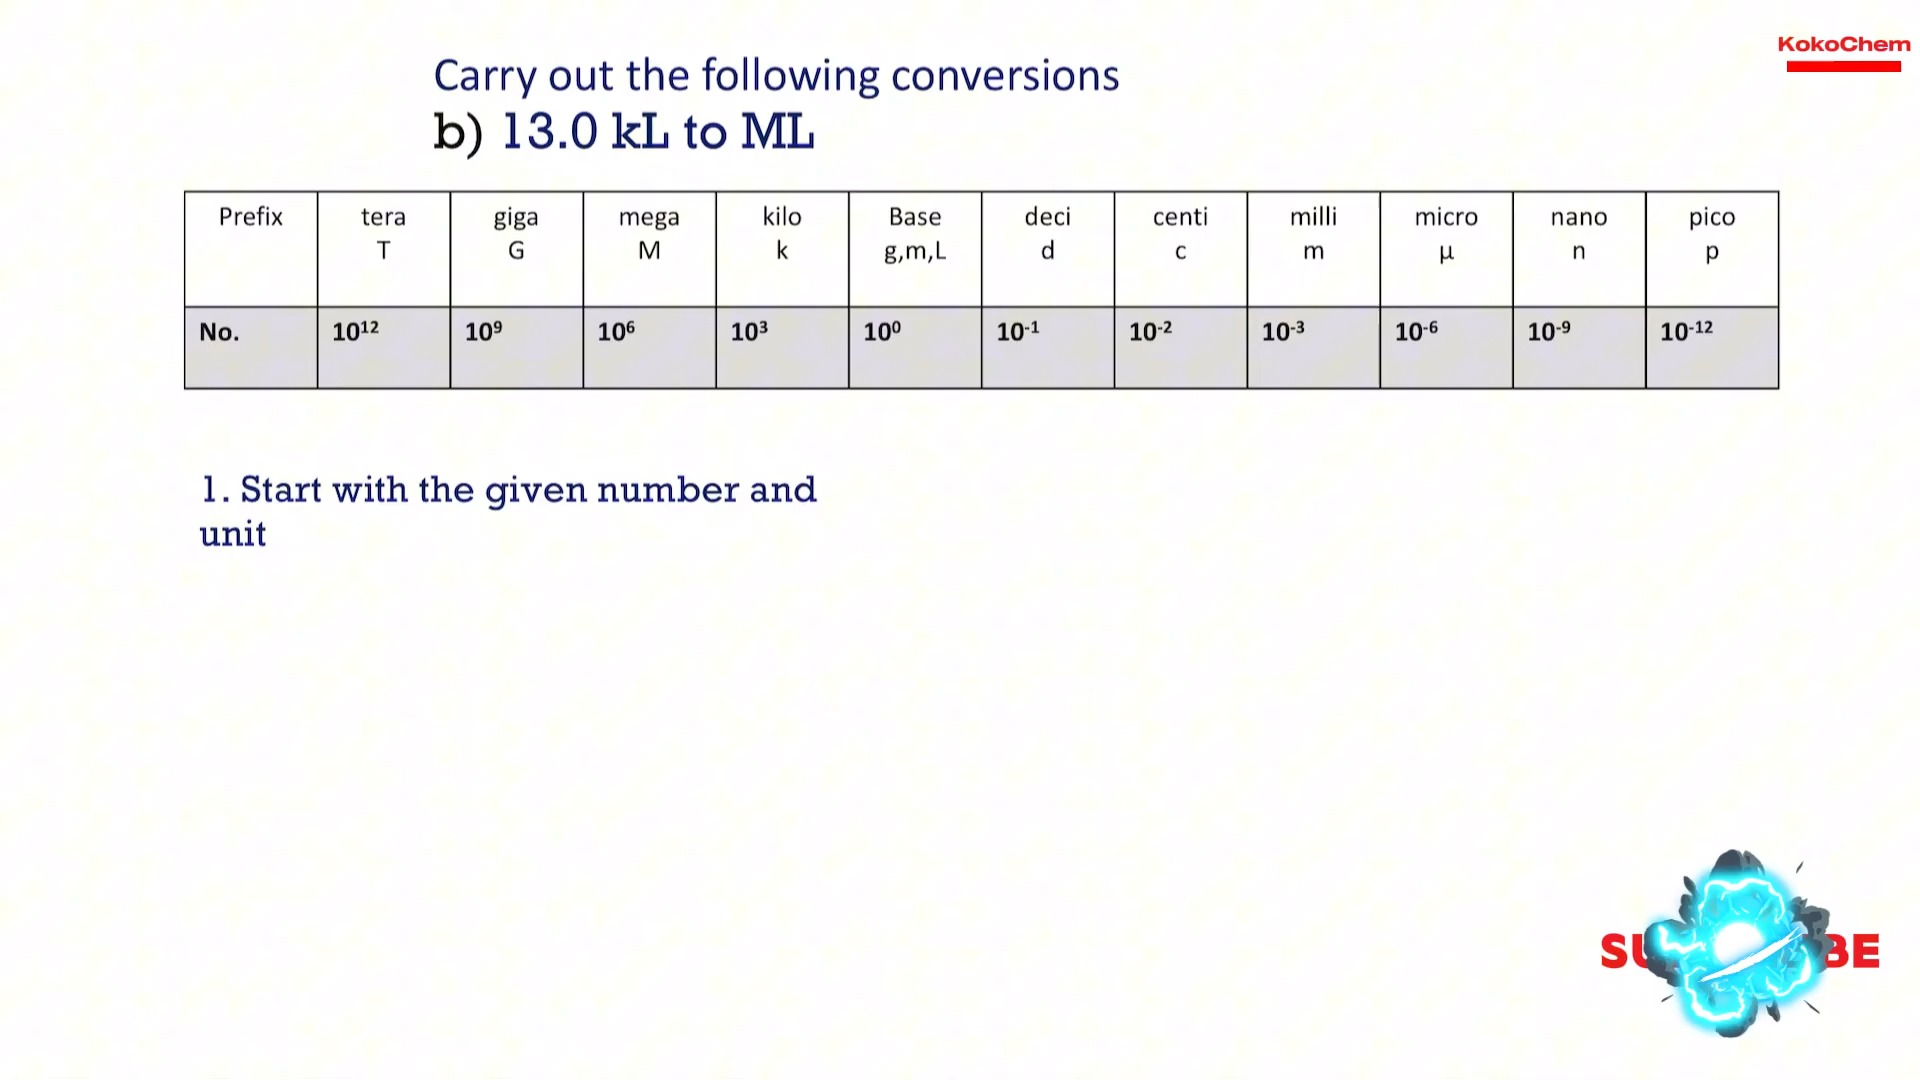 KokoChem
Carry out the following conversions
b) 13.0 kL to ML
Prefix tera giga mega kilo Base deci centi milli micro nano pico
T G M k g,m,L d c m μ n p
No. 10¹² 10⁹ 10⁶ 10³ 10⁰ 10⁻¹ 10⁻² 10⁻³ 10⁻⁶ 10⁻⁹ 10⁻¹²
1. Start with the given number and
unit